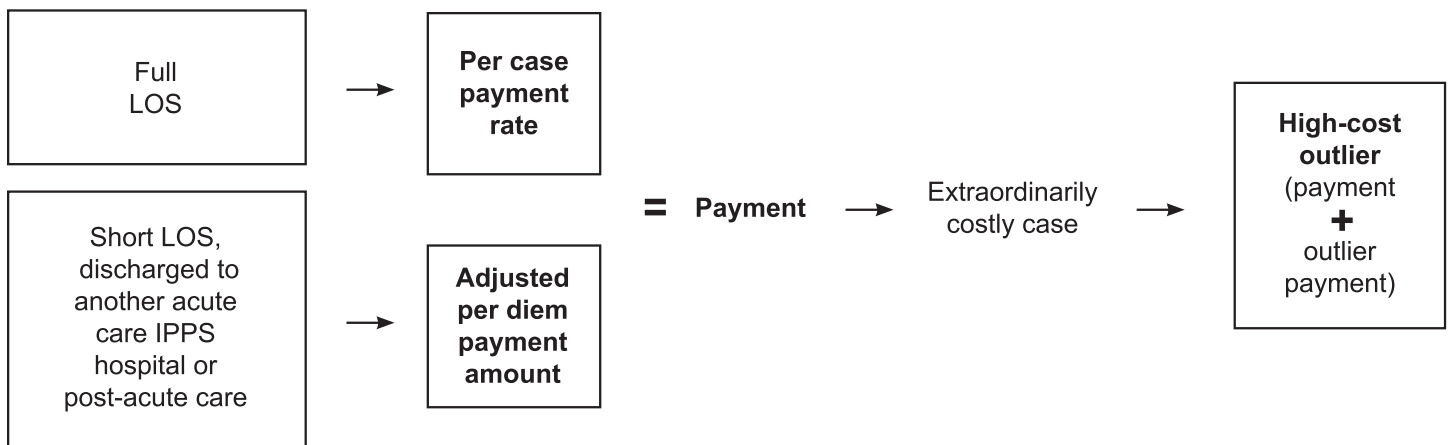 Full
LOS
Per case
payment
rate
Short LOS,
discharged to
another acute
care IPPS
hospital or
post-acute care
Adjusted
per diem
payment
amount
= Payment
Extraordinarily
costly case
High-cost
outlier
(payment
+
outlier
payment)